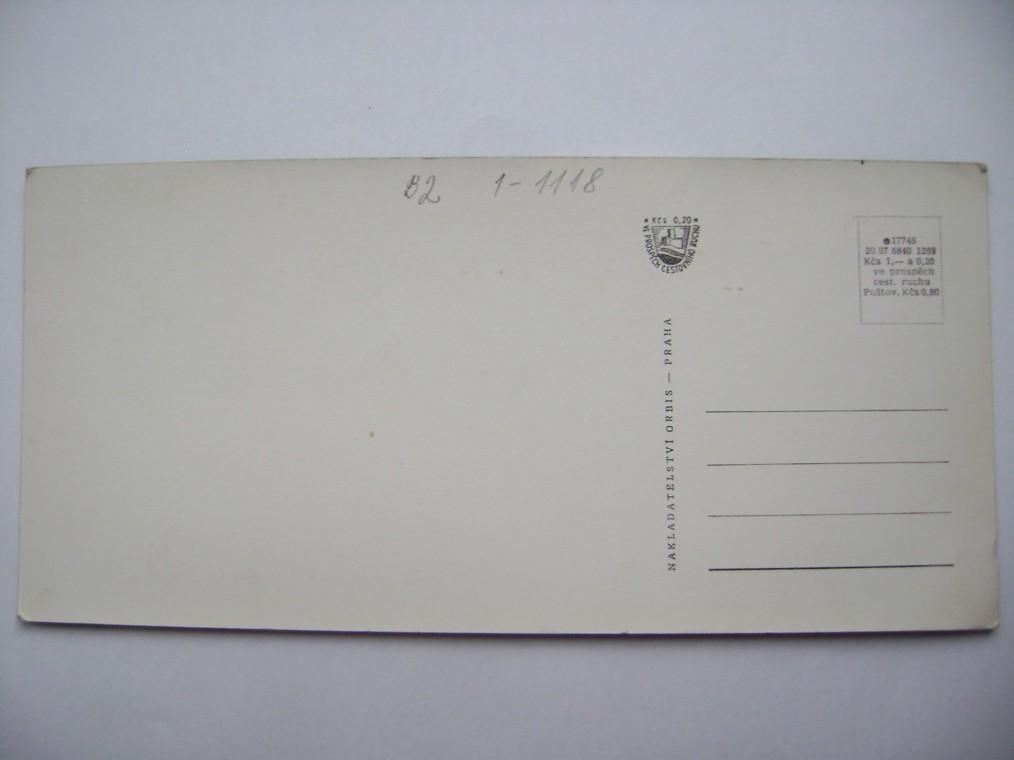 B2 1-1118
* Kčs 0,20 *
VE PROSPĚCH CESTOVNÍHO RUCHU
17746
20 97 6840 1269
Kčs 1,-- a 0,20
ve prospěch
cest. ruchu
Poštov. Kčs 0,80
NAKLADATELSTVÍ ORBIS — PRAHA